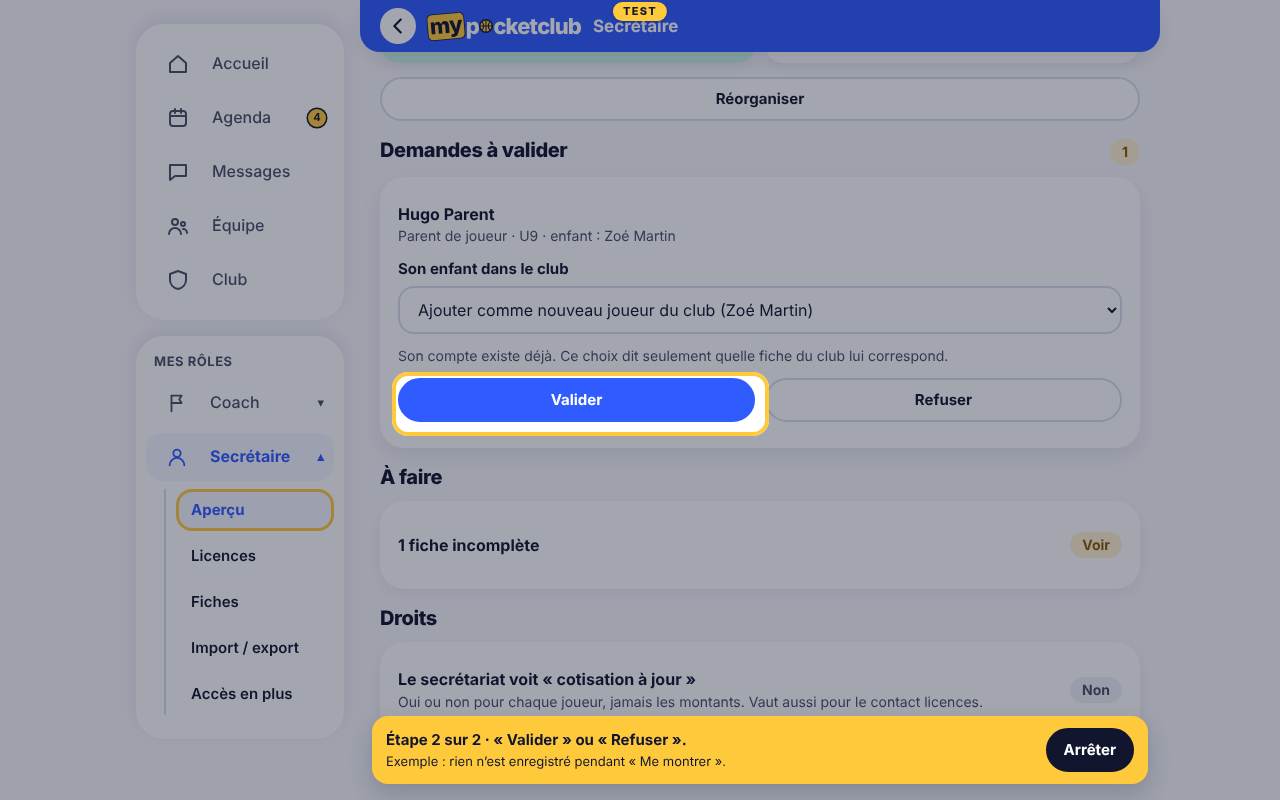 Accueil
Agenda
4
Messages
Équipe
Club
MES RÔLES
Coach
Secrétaire
Aperçu
Licences
Fiches
Import / export
Accès en plus
TEST
mypocketclub Secrétaire
Réorganiser
Demandes à valider
1
Hugo Parent
Parent de joueur · U9 · enfant : Zoé Martin
Son enfant dans le club
Ajouter comme nouveau joueur du club (Zoé Martin)
Son compte existe déjà. Ce choix dit seulement quelle fiche du club lui correspond.
Valider
Refuser
À faire
1 fiche incomplète
Voir
Droits
Le secrétariat voit « cotisation à jour »
Non
Oui ou non pour chaque joueur, jamais les montants. Vaut aussi pour le contact licences.
Étape 2 sur 2 · « Valider » ou « Refuser ».
Exemple : rien n’est enregistré pendant « Me montrer ».
Arrêter